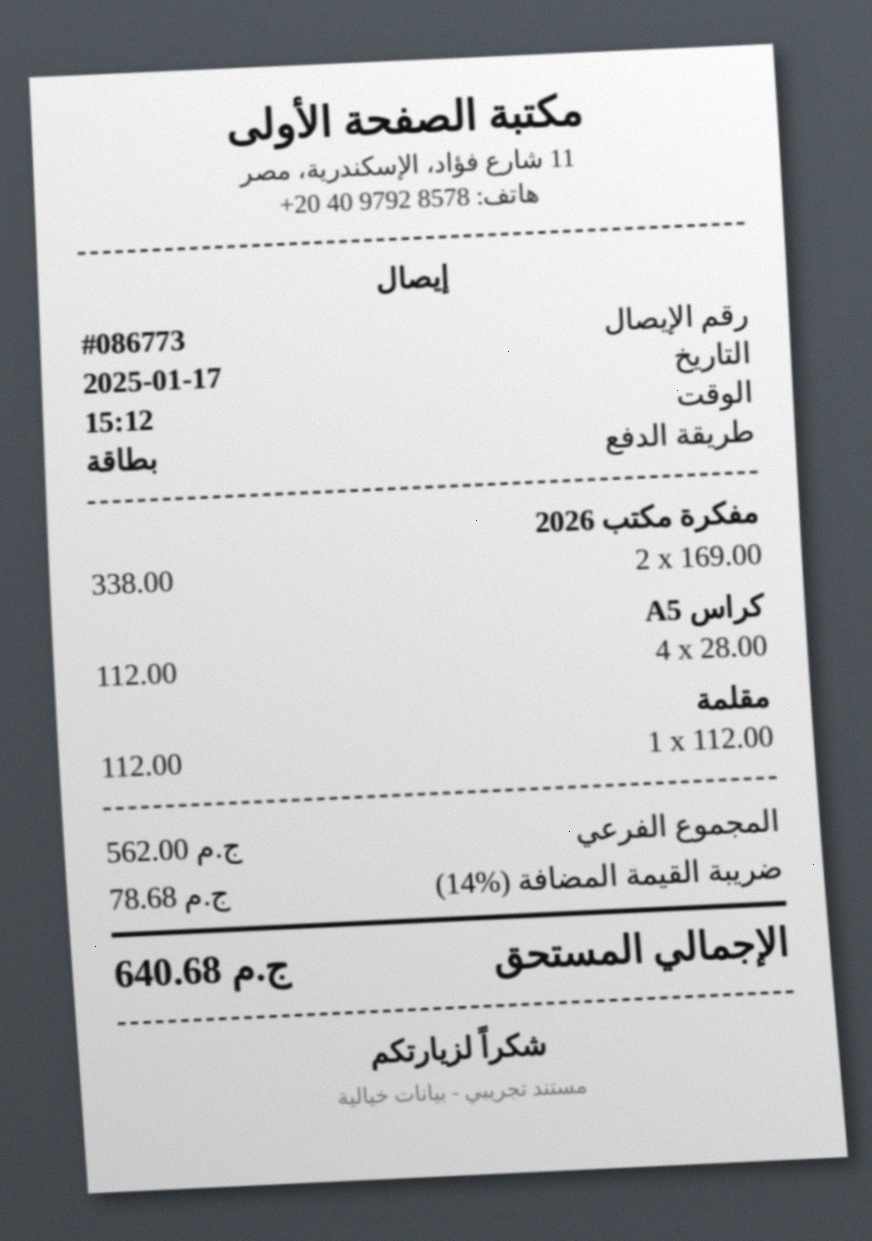 مكتبة الصفحة الأولى
11 شارع فؤاد، الإسكندرية، مصر
هاتف: 8578 9792 40 20+
إيصال
رقم الإيصال #086773
التاريخ 2025-01-17
الوقت 15:12
طريقة الدفع بطاقة
مفكرة مكتب 2026
2 x 169.00 338.00
كراس A5
4 x 28.00 112.00
مقلمة
1 x 112.00 112.00
المجموع الفرعي 562.00 ج.م
ضريبة القيمة المضافة (14%) 78.68 ج.م
الإجمالي المستحق 640.68 ج.م
شكراً لزيارتكم
مستند تجريبي - بيانات خيالية